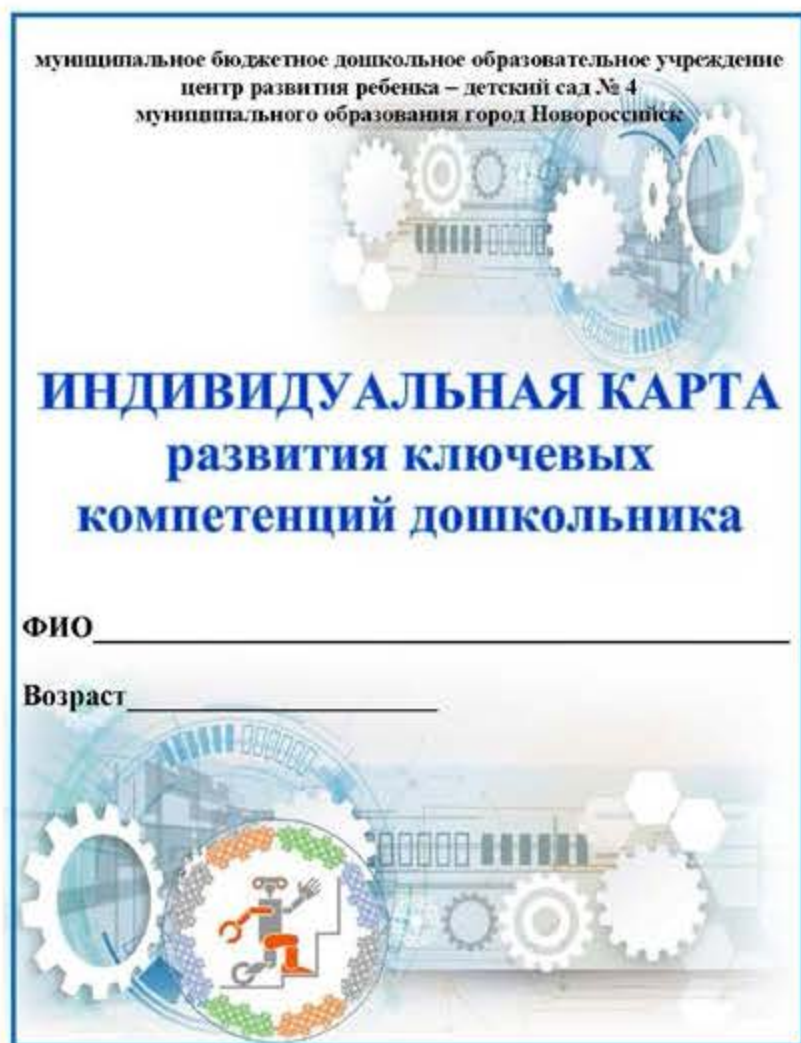 муниципальное бюджетное дошкольное образовательное учреждение
центр развития ребенка – детский сад № 4
муниципального образования город Новороссийск
ИНДИВИДУАЛЬНАЯ КАРТА
развития ключевых
компетенций дошкольника
ФИО
Возраст